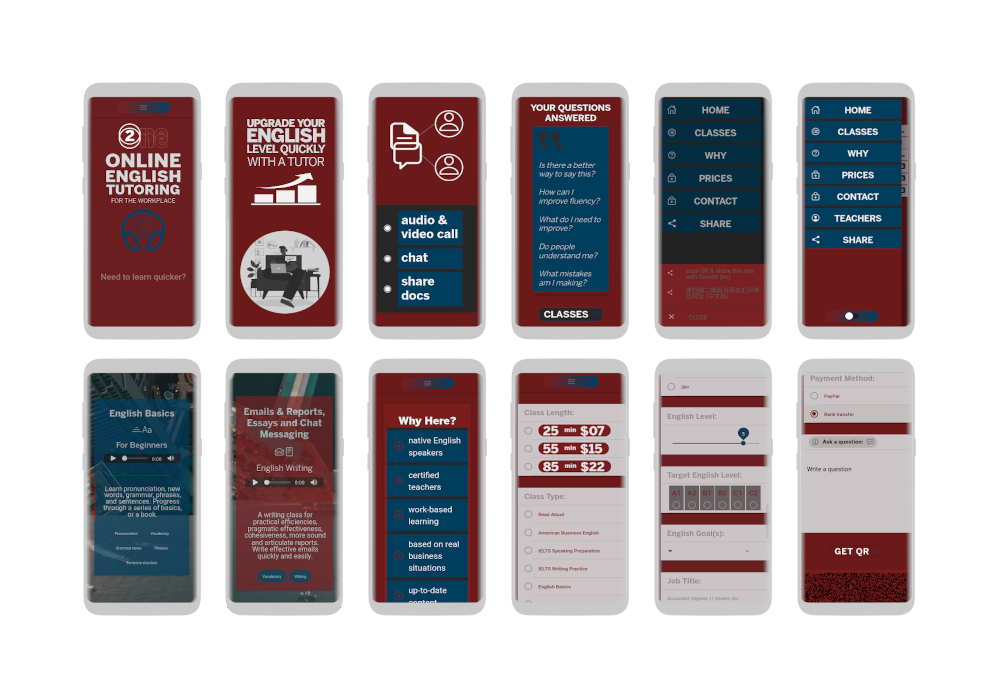 2
ne
ONLINE
ENGLISH
TUTORING
FOR THE WORKPLACE
Need to learn quicker?
UPGRADE YOUR
ENGLISH
LEVEL QUICKLY
WITH A TUTOR
audio &
video call
chat
share
docs
YOUR QUESTIONS
ANSWERED
Is there a better
way to say this?
How can I
improve fluency?
What do I need to
improve?
Do people
understand me?
What mistakes
am I making?
CLASSES
HOME
CLASSES
WHY
PRICES
CONTACT
SHARE
scan QR & share this site
with friends (en)
CLOSE
HOME
CLASSES
WHY
PRICES
CONTACT
TEACHERS
SHARE
English Basics
Aa
For Beginners
0:08
Learn pronunciation, new
words, grammar, phrases,
and sentences. Progress
through a series of basics,
or a book.
Pronunciation Vocabulary
Grammar tense Phrases
Sentence structure
Emails & Reports,
Essays and Chat
Messaging
English Writing
0:08
A writing class for
practical efficiencies,
pragmatic effectiveness,
cohesiveness, more sound
and articulate reports.
Write effective emails
quickly and easily.
Vocabulary Writing
Why Here?
native English
speakers
certified
teachers
work-based
learning
based on real
business
situations
up-to-date
content
Class Length:
25 min $07
55 min $15
85 min $22
Class Type:
Read Aloud
American Business English
IELTS Speaking Preparation
IELTS Writing Practice
English Basics
30+
English Level:
5
Target English Level:
A1 A2 B1 B2 C1 C2
English Goal(s):
Job Title:
Accountant, Engineer, IT, Student etc.
Payment Method:
PayPal
Bank transfer
Ask a question:
Write a question
GET QR